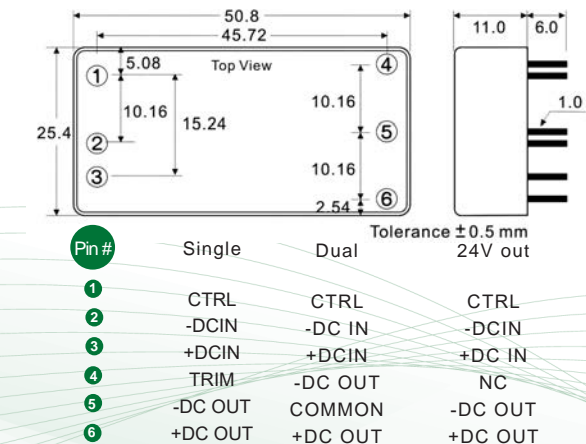 50.8
45.72
11.0 6.0
5.08
Top View
1
4
10.16
1.0
10.16
15.24
25.4
2
5
3
10.16
6
2.54
Tolerance ± 0.5 mm
Pin # Single Dual 24V out
1 CTRL CTRL CTRL
2 -DCIN -DC IN -DCIN
3 +DCIN +DCIN +DC IN
4 TRIM -DC OUT NC
5 -DC OUT COMMON -DC OUT
6 +DC OUT +DC OUT +DC OUT